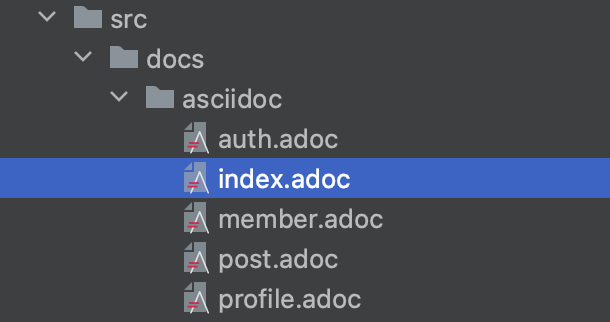 src
docs
asciidoc
auth.adoc
index.adoc
member.adoc
post.adoc
profile.adoc